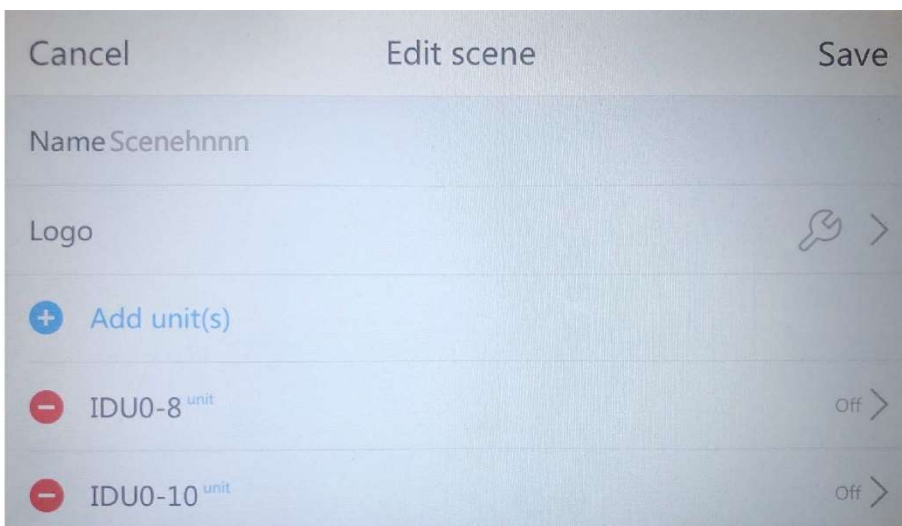 Cancel Edit scene Save
Name Scenehnnn
Logo
Add unit(s)
IDU0-8 unit Off
IDU0-10 unit Off